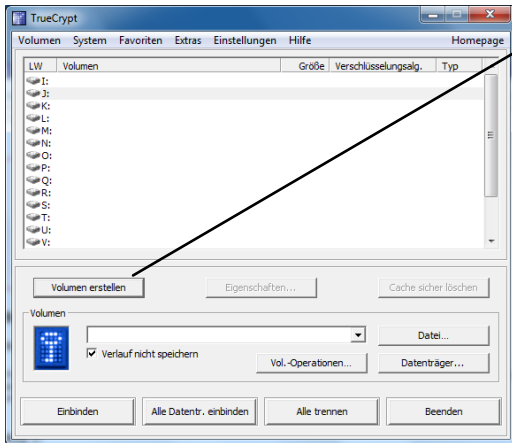 TrueCrypt
Volumen System Favoriten Extras Einstellungen Hilfe Homepage
LW Volumen Größe Verschlüsselungsalg. Typ
I:
J:
K:
L:
M:
N:
O:
P:
Q:
R:
S:
T:
U:
V:
Volumen erstellen Eigenschaften... Cache sicher löschen
Volumen
Datei...
Verlauf nicht speichern
Vol.-Operationen... Datenträger...
Einbinden Alle Datentr. einbinden Alle trennen Beenden